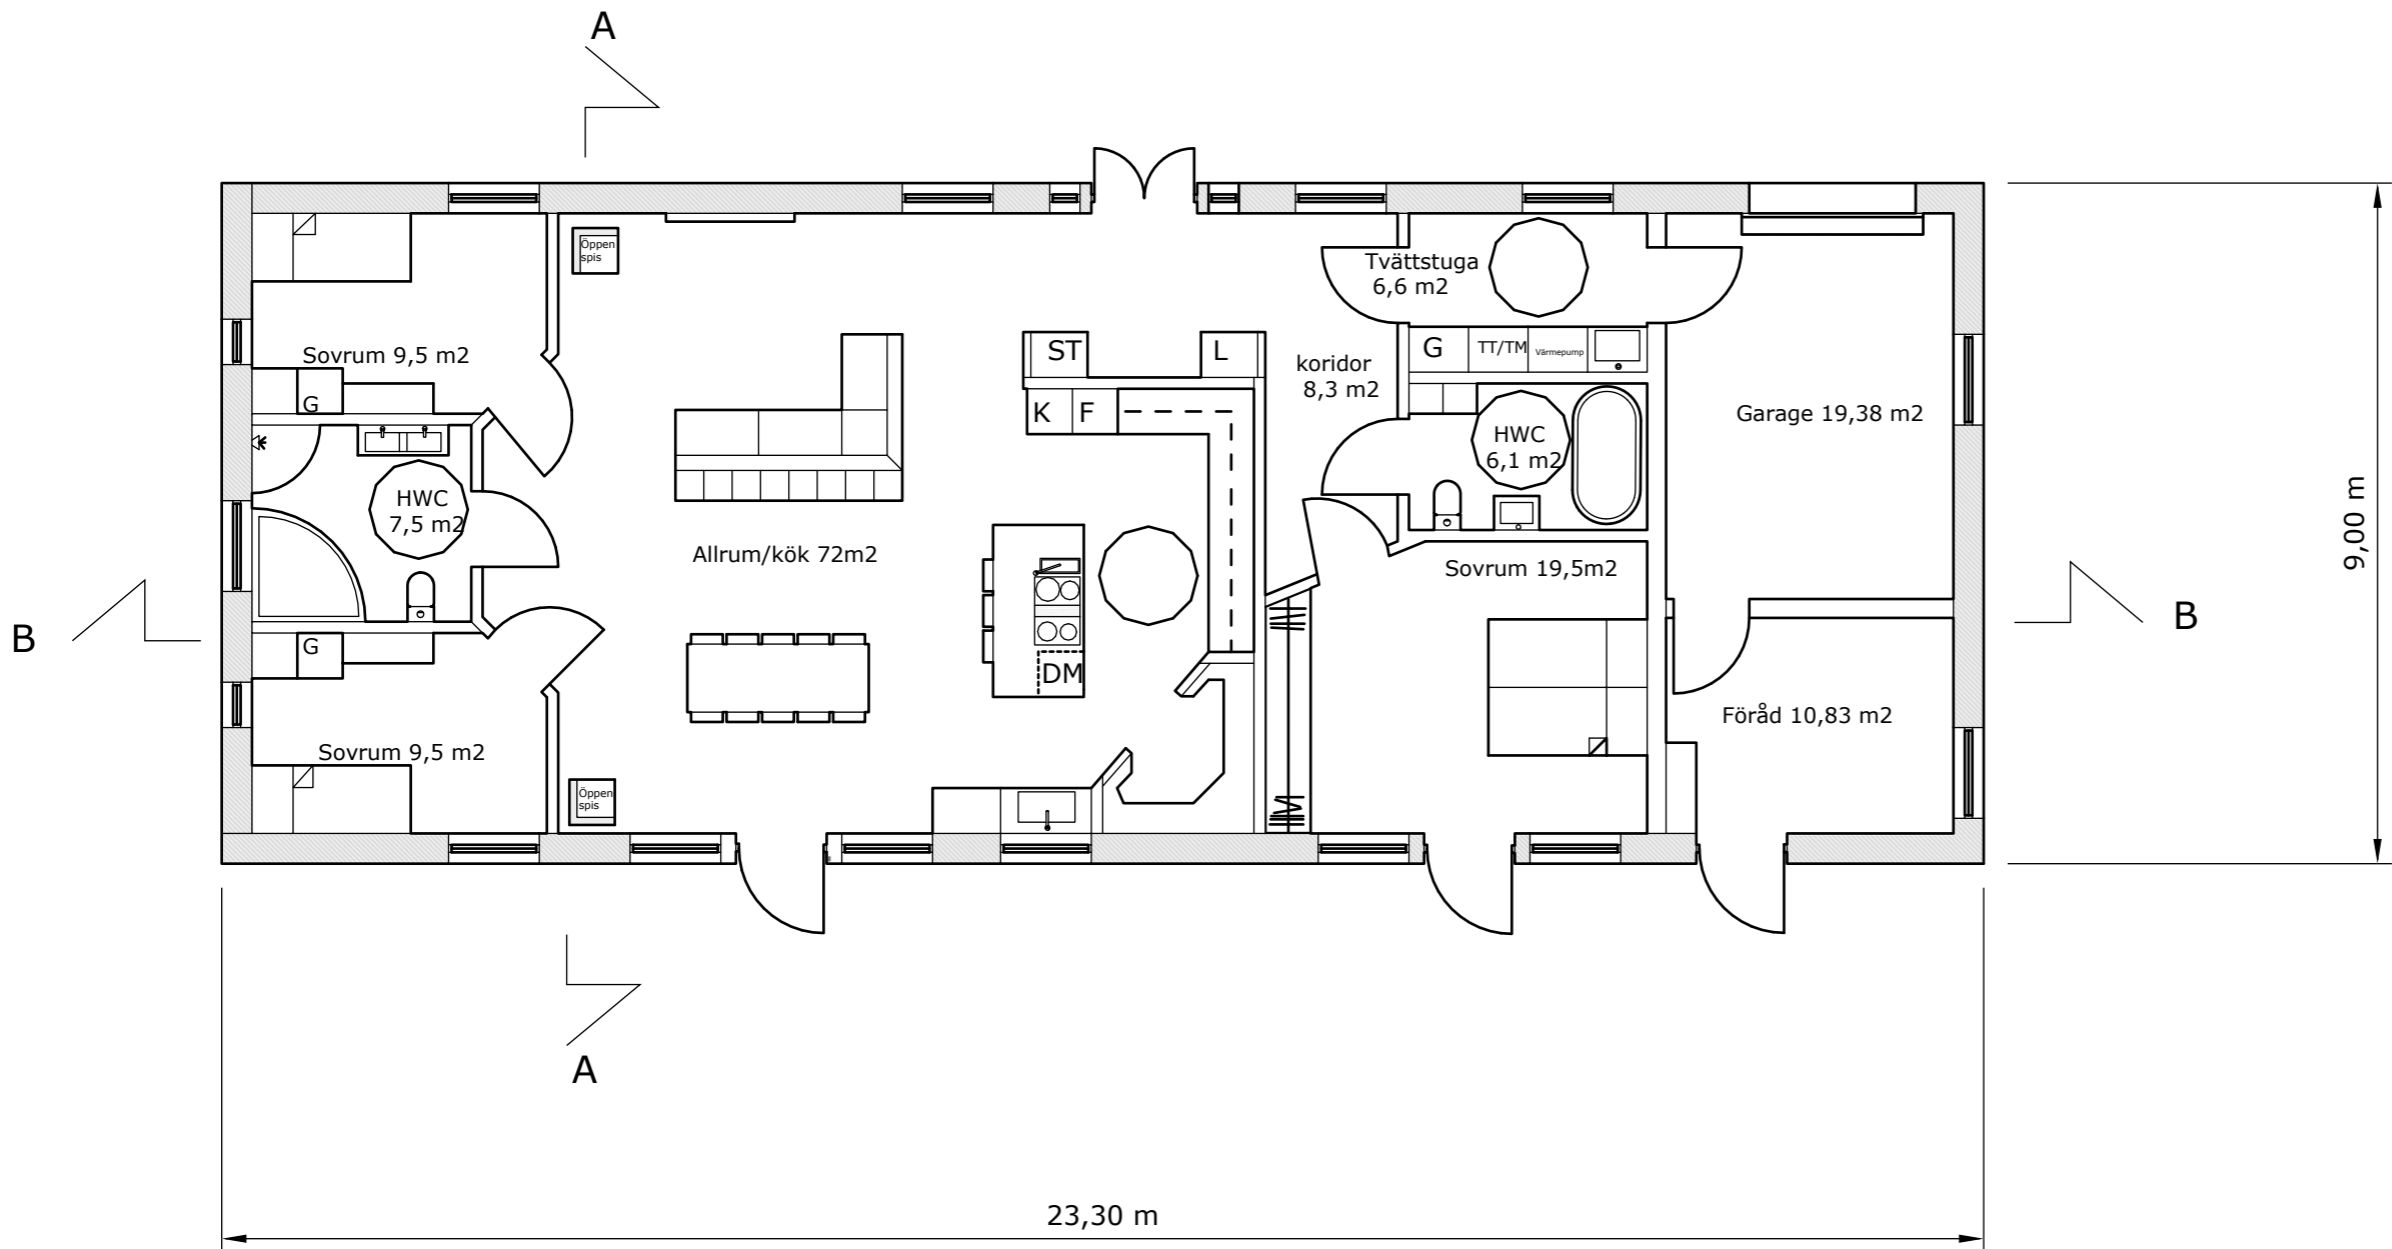 A
Öppen
spis
Tvättstuga
6,6 m2
Sovrum 9,5 m2
ST
L
koridor
8,3 m2
G
TT/TM
Värmepump
G
K
F
Garage 19,38 m2
HWC
6,1 m2
HWC
7,5 m2
9,00 m
Allrum/kök 72m2
Sovrum 19,5m2
B
B
G
DM
Föråd 10,83 m2
Sovrum 9,5 m2
Öppen
spis
A
23,30 m